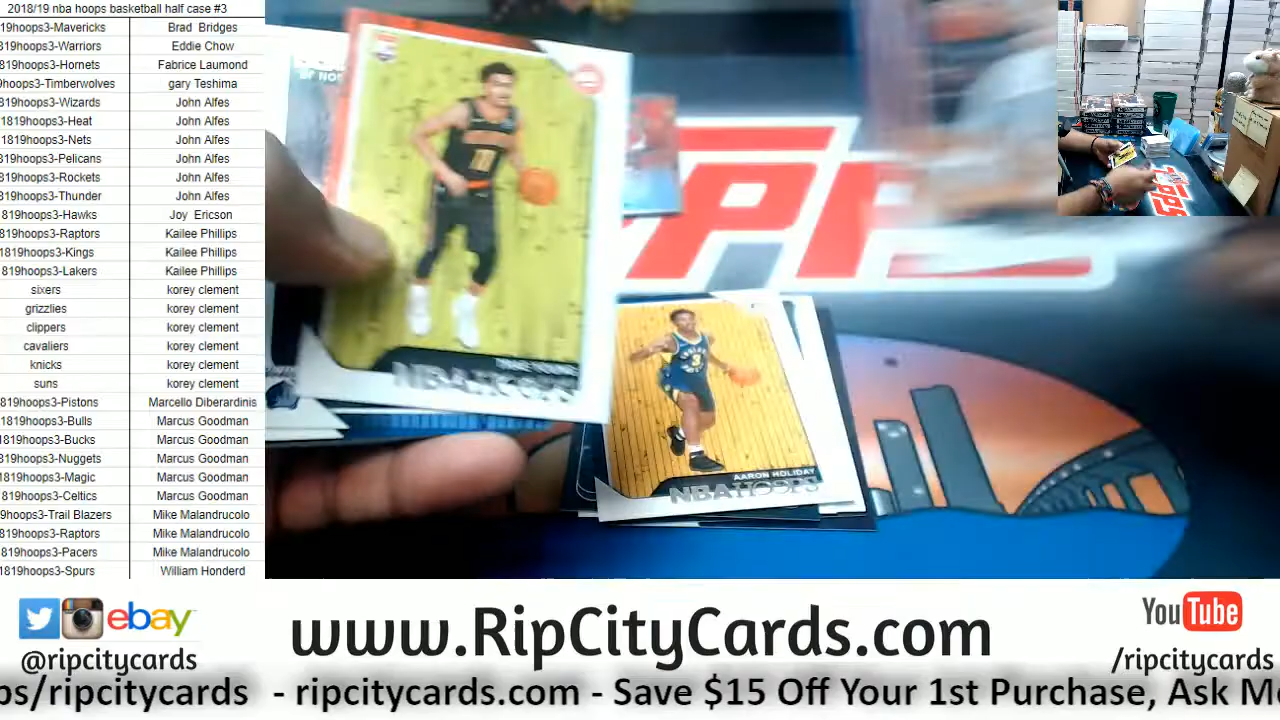 2018/19 nba hoops basketball half case #3
19hoops3-Mavericks Brad Bridges
819hoops3-Warriors Eddie Chow
819hoops3-Hornets Fabrice Laumond
9hoops3-Timberwolves gary Teshima
819hoops3-Wizards John Alfes
1819hoops3-Heat John Alfes
1819hoops3-Nets John Alfes
819hoops3-Pelicans John Alfes
819hoops3-Rockets John Alfes
819hoops3-Thunder John Alfes
819hoops3-Hawks Joy Ericson
819hoops3-Raptors Kailee Phillips
1819hoops3-Kings Kailee Phillips
819hoops3-Lakers Kailee Phillips
sixers korey clement
grizzlies korey clement
clippers korey clement
cavaliers korey clement
knicks korey clement
suns korey clement
819hoops3-Pistons Marcello Diberardinis
1819hoops3-Bulls Marcus Goodman
819hoops3-Bucks Marcus Goodman
819hoops3-Nuggets Marcus Goodman
1819hoops3-Magic Marcus Goodman
819hoops3-Celtics Marcus Goodman
9hoops3-Trail Blazers Mike Malandrucolo
819hoops3-Raptors Mike Malandrucolo
819hoops3-Pacers Mike Malandrucolo
1819hoops3-Spurs William Honderd
NBA HOOPS
AARON HOLIDAY
NBA HOOPS
Topps
ebay
@ripcitycards
www.RipCityCards.com
YouTube
/ripcitycards
ps/ripcitycards - ripcitycards.com - Save $15 Off Your 1st Purchase, Ask Mo